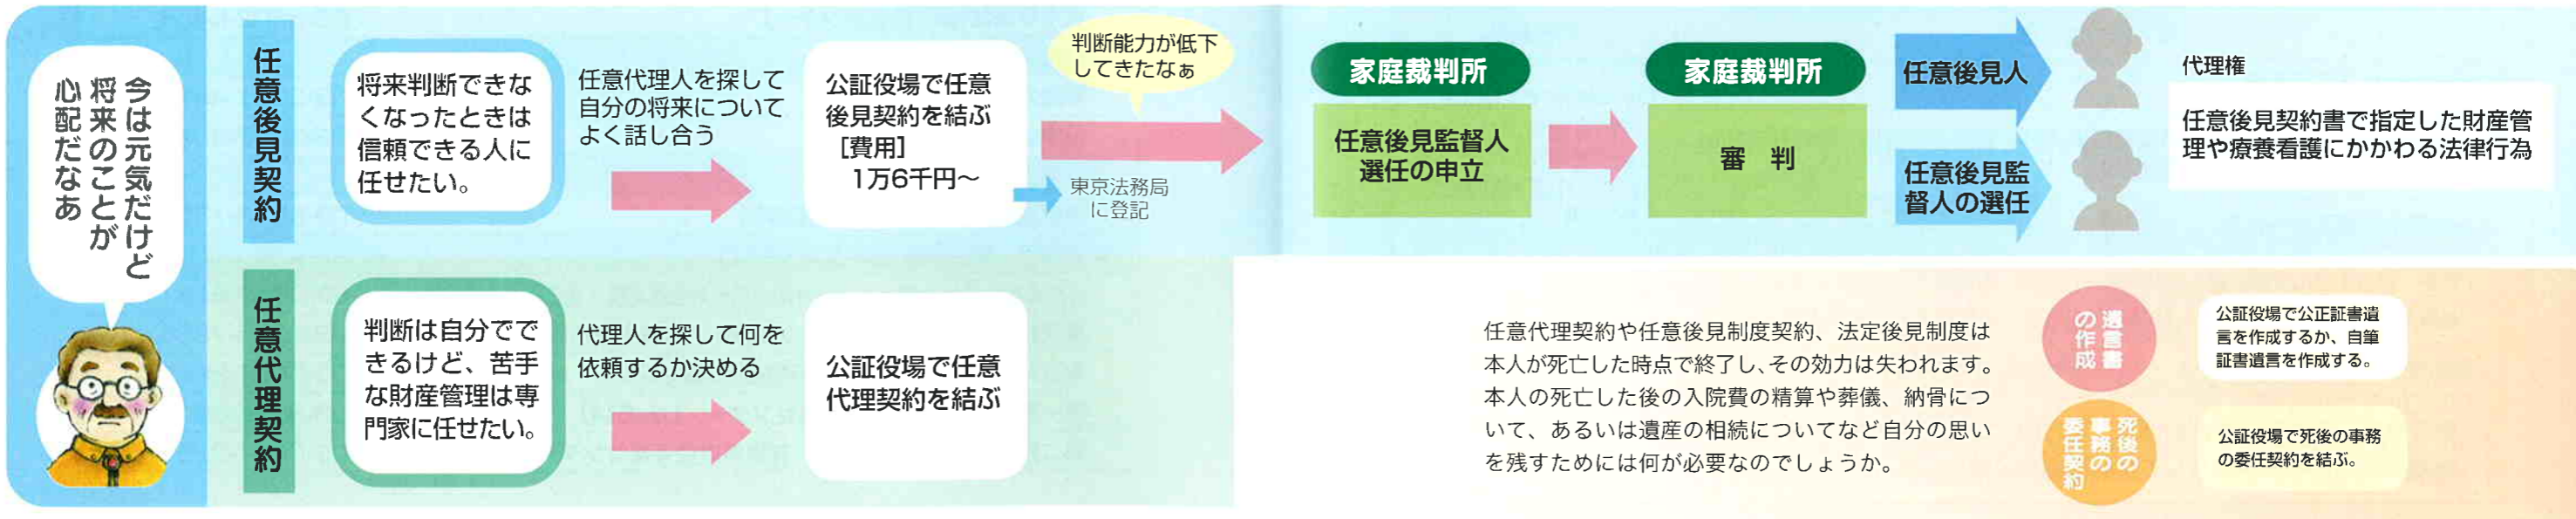 今は元気だけど
将来のことが
心配だなあ
任意後見契約
将来判断できな
くなったときは
信頼できる人に
任せたい。
任意代理人を探して
自分の将来について
よく話し合う
公証役場で任意
後見契約を結ぶ
［費用］
1万6千円～
東京法務局
に登記
判断能力が低下
してきたなぁ
家庭裁判所
任意後見監督人
選任の申立
家庭裁判所
審　判
任意後見人
任意後見監
督人の選任
代理権
任意後見契約書で指定した財産管
理や療養看護にかかわる法律行為
任意代理契約
判断は自分でで
きるけど、苦手
な財産管理は専
門家に任せたい。
代理人を探して何を
依頼するか決める
公証役場で任意
代理契約を結ぶ
任意代理契約や任意後見制度契約、法定後見制度は
本人が死亡した時点で終了し、その効力は失われます。
本人の死亡した後の入院費の精算や葬儀、納骨につ
いて、あるいは遺産の相続についてなど自分の思い
を残すためには何が必要なのでしょうか。
遺言書
の作成
公証役場で公正証書遺
言を作成するか、自筆
証書遺言を作成する。
死後の
事務の
委任契約
公証役場で死後の事務
の委任契約を結ぶ。